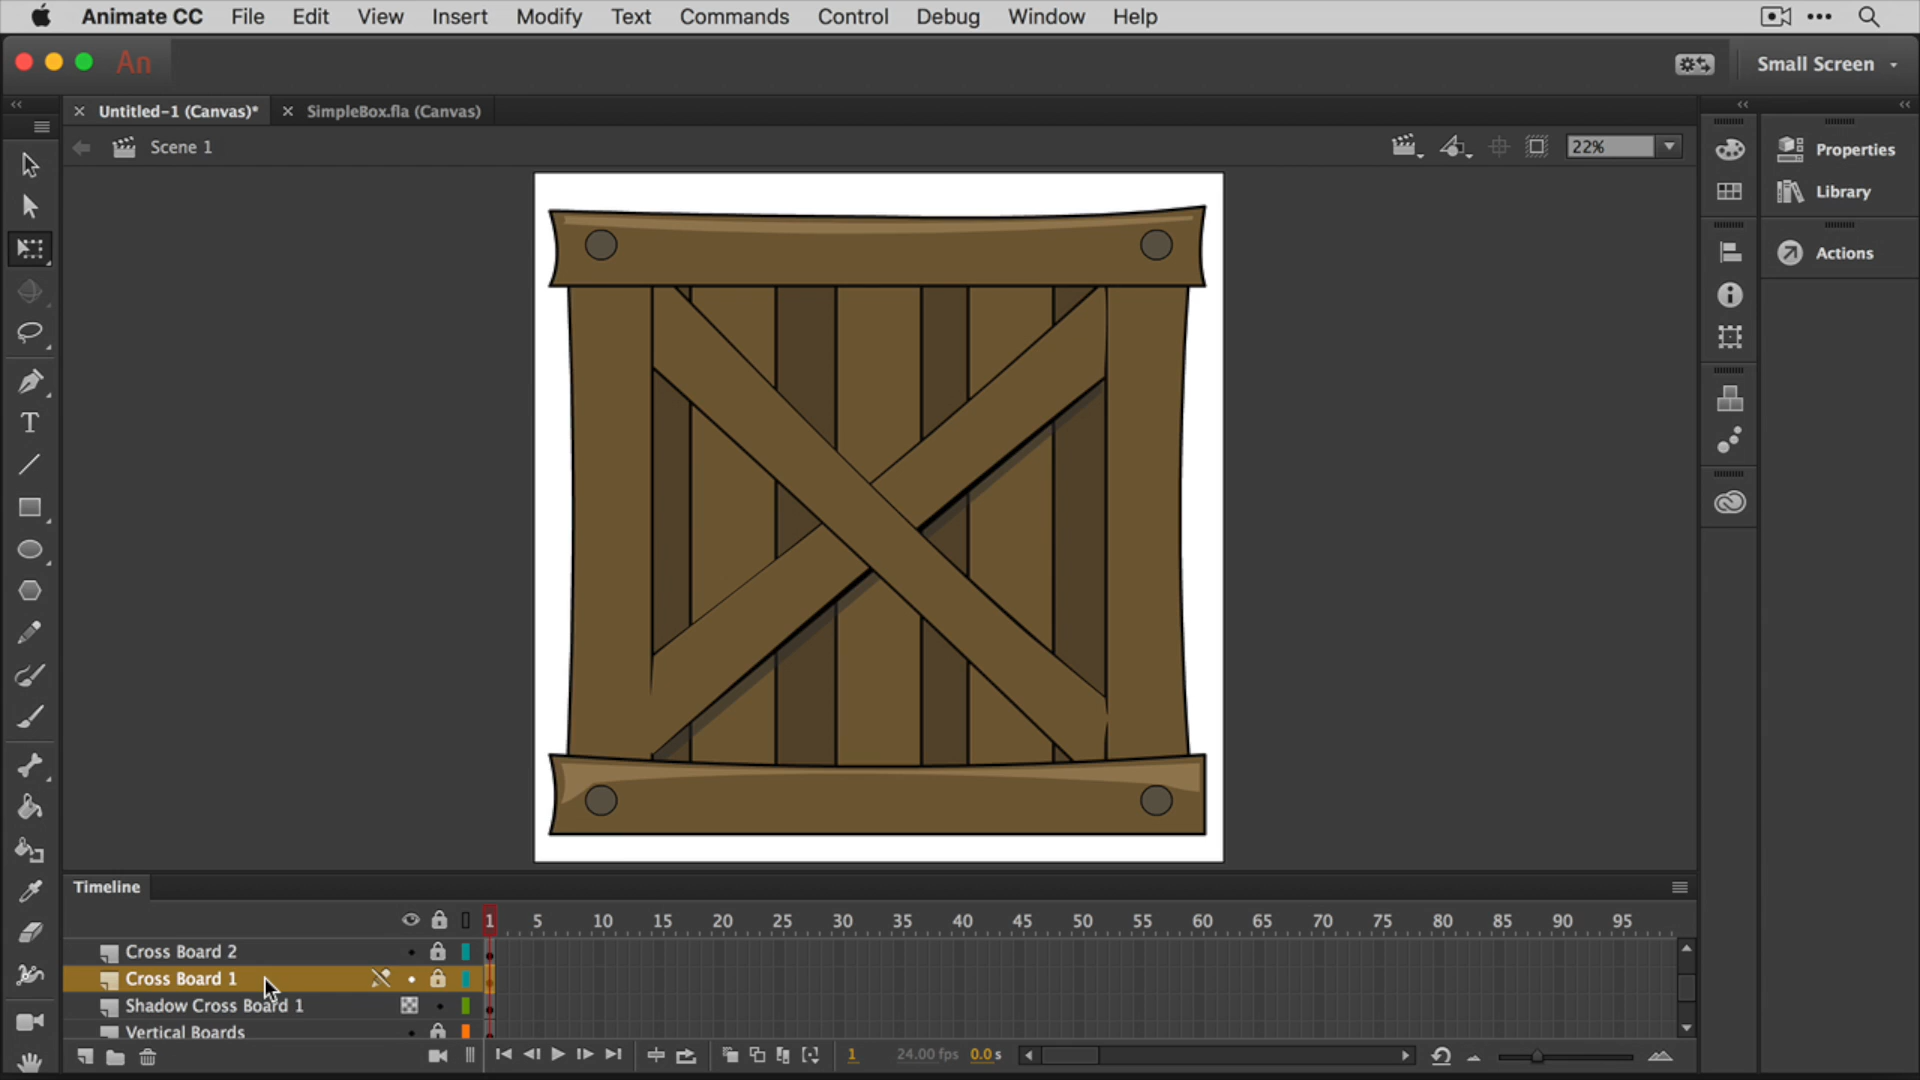 Animate CC File Edit View Insert Modify Text Commands Control Debug Window Help
An
Small Screen
Untitled-1 (Canvas)* SimpleBox.fla (Canvas)
Scene 1
22%
Properties
Library
Actions
T
Timeline
1 5 10 15 20 25 30 35 40 45 50 55 60 65 70 75 80 85 90 95
Cross Board 2
Cross Board 1
Shadow Cross Board 1
Vertical Boards
1 24.00 fps 0.0 s